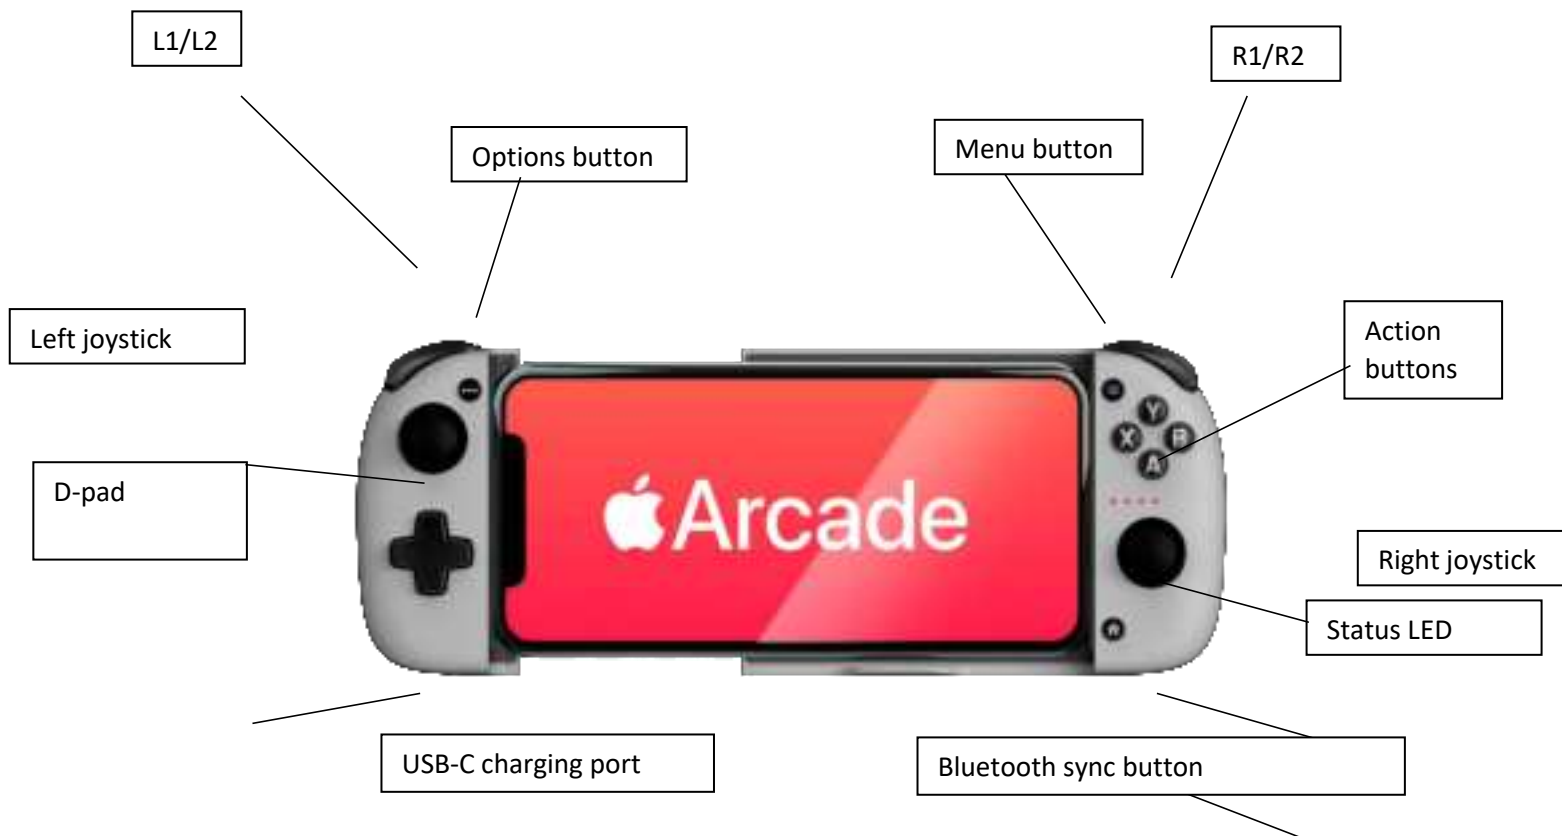 L1/L2
R1/R2
Options button
Menu button
Left joystick
Action
buttons
Y
X
B
A
D-pad
Arcade
Right joystick
Status LED
USB-C charging port
Bluetooth sync button